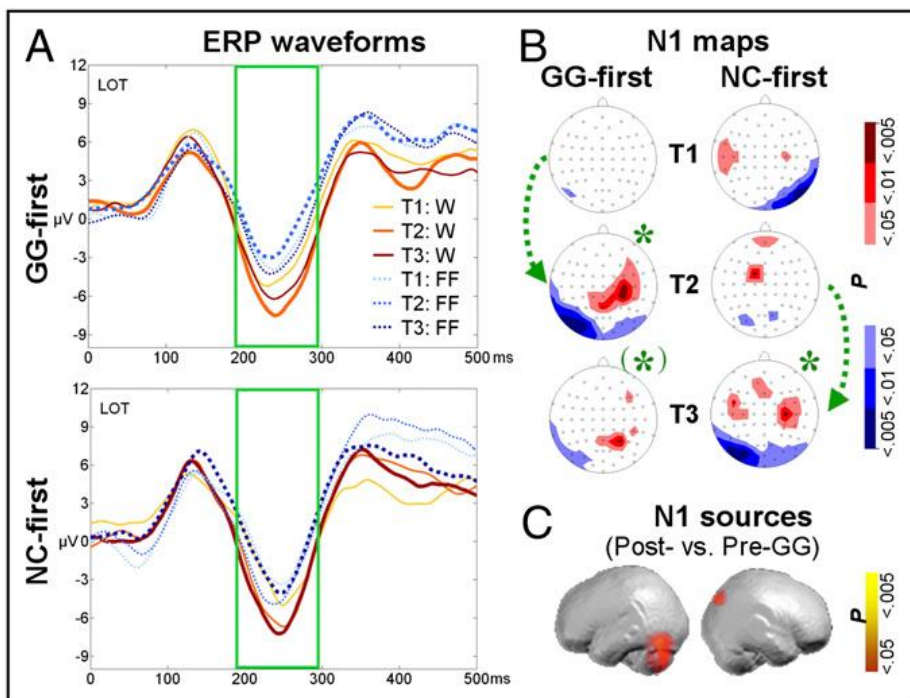 A
ERP waveforms
GG-first
12
9
6
3
µV 0
-3
-6
-9
LOT
T1: W
T2: W
T3: W
T1: FF
T2: FF
T3: FF
0 100 200 300 400 500 ms
NC-first
12
9
6
3
µV 0
-3
-6
-9
LOT
0 100 200 300 400 500 ms
B
N1 maps
GG-first NC-first
T1
* T2
(*) T3 *
<.05 <.01 <.005
P
<.005 <.01 <.05
C
N1 sources
(Post- vs. Pre-GG)
<.05 <.005
P